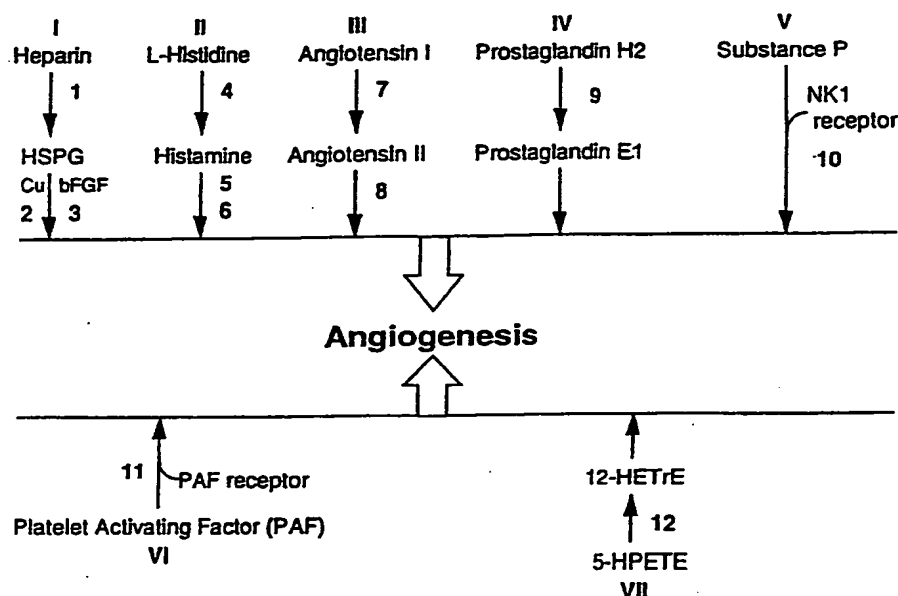 I II III IV V
Heparin L-Histidine Angiotensin I Prostaglandin H2 Substance P
1 4 7 9 NK1
receptor
HSPG Histamine Angiotensin II Prostaglandin E1 10
Cu bFGF 5 8
2 3 6
Angiogenesis
11 PAF receptor 12-HETrE
Platelet Activating Factor (PAF) 12
VI 5-HPETE
VII